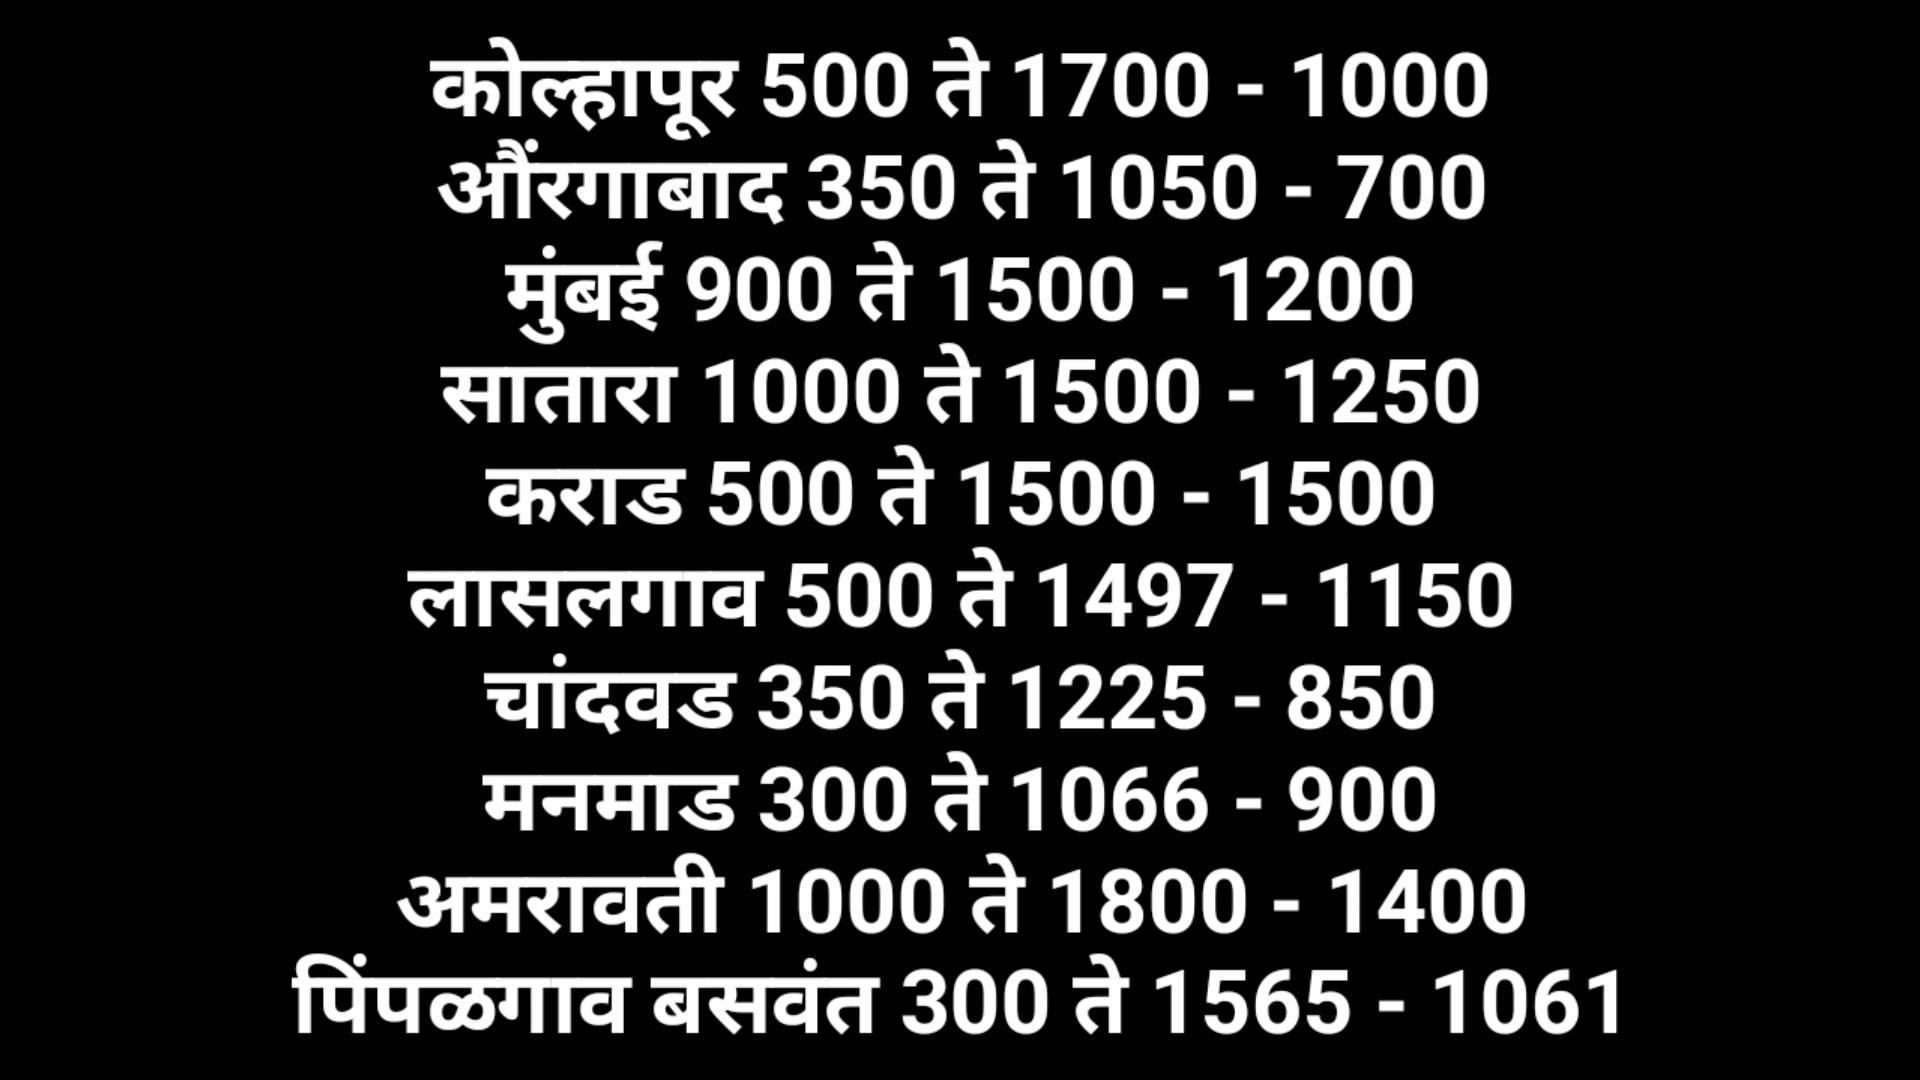 कोल्हापूर 500 ते 1700 - 1000
औंरगाबाद 350 ते 1050 - 700
मुंबई 900 ते 1500 - 1200
सातारा 1000 ते 1500 - 1250
कराड 500 ते 1500 - 1500
लासलगाव 500 ते 1497 - 1150
चांदवड 350 ते 1225 - 850
मनमाड 300 ते 1066 - 900
अमरावती 1000 ते 1800 - 1400
पिंपळगाव बसवंत 300 ते 1565 - 1061